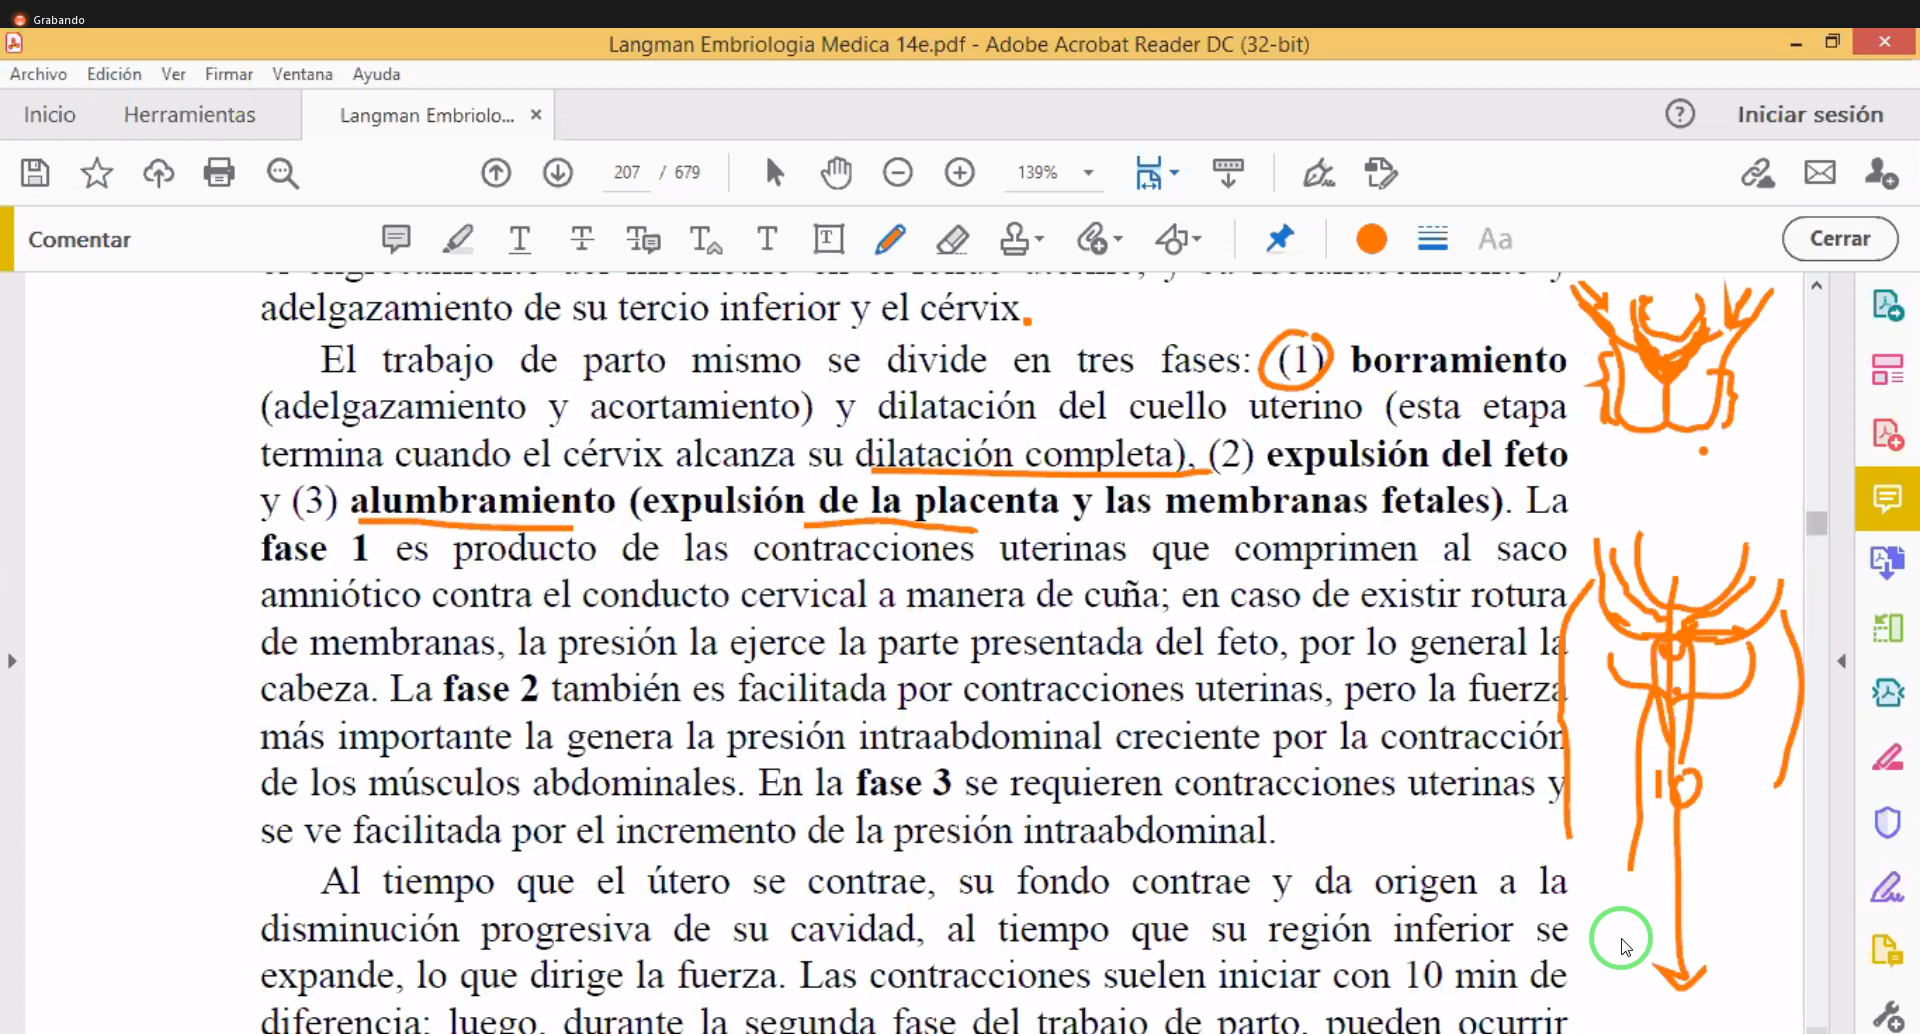 Grabando
Langman Embriologia Medica 14e.pdf - Adobe Acrobat Reader DC (32-bit)
Archivo Edición Ver Firmar Ventana Ayuda
Inicio Herramientas Langman Embriolo... × Iniciar sesión
207 / 679 139%
Comentar Aa Cerrar
adelgazamiento de su tercio inferior y el cérvix.
El trabajo de parto mismo se divide en tres fases: (1) borramiento
(adelgazamiento y acortamiento) y dilatación del cuello uterino (esta etapa
termina cuando el cérvix alcanza su dilatación completa), (2) expulsión del feto
y (3) alumbramiento (expulsión de la placenta y las membranas fetales). La
fase 1 es producto de las contracciones uterinas que comprimen al saco
amniótico contra el conducto cervical a manera de cuña; en caso de existir rotura
de membranas, la presión la ejerce la parte presentada del feto, por lo general la
cabeza. La fase 2 también es facilitada por contracciones uterinas, pero la fuerza
más importante la genera la presión intraabdominal creciente por la contracción
de los músculos abdominales. En la fase 3 se requieren contracciones uterinas y
se ve facilitada por el incremento de la presión intraabdominal.
10
Al tiempo que el útero se contrae, su fondo contrae y da origen a la
disminución progresiva de su cavidad, al tiempo que su región inferior se
expande, lo que dirige la fuerza. Las contracciones suelen iniciar con 10 min de
diferencia; luego, durante la segunda fase del trabajo de parto, pueden ocurrir